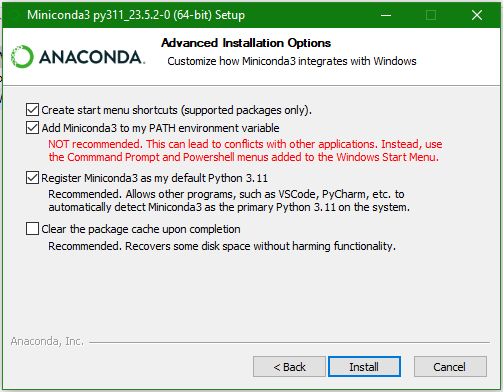 Miniconda3 py311_23.5.2-0 (64-bit) Setup
ANACONDA.
Advanced Installation Options
Customize how Miniconda3 integrates with Windows
Create start menu shortcuts (supported packages only).
Add Miniconda3 to my PATH environment variable
NOT recommended. This can lead to conflicts with other applications. Instead, use
the Commmand Prompt and Powershell menus added to the Windows Start Menu.
Register Miniconda3 as my default Python 3.11
Recommended. Allows other programs, such as VSCode, PyCharm, etc. to
automatically detect Miniconda3 as the primary Python 3.11 on the system.
Clear the package cache upon completion
Recommended. Recovers some disk space without harming functionality.
Anaconda, Inc.
< Back
Install
Cancel